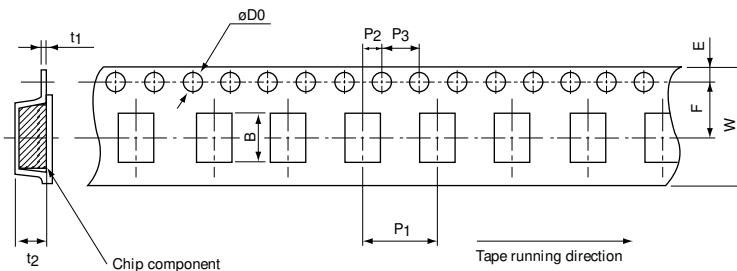 t1
øD0
P2
P3
E
F
W
B
P1
t2
Chip component
Tape running direction